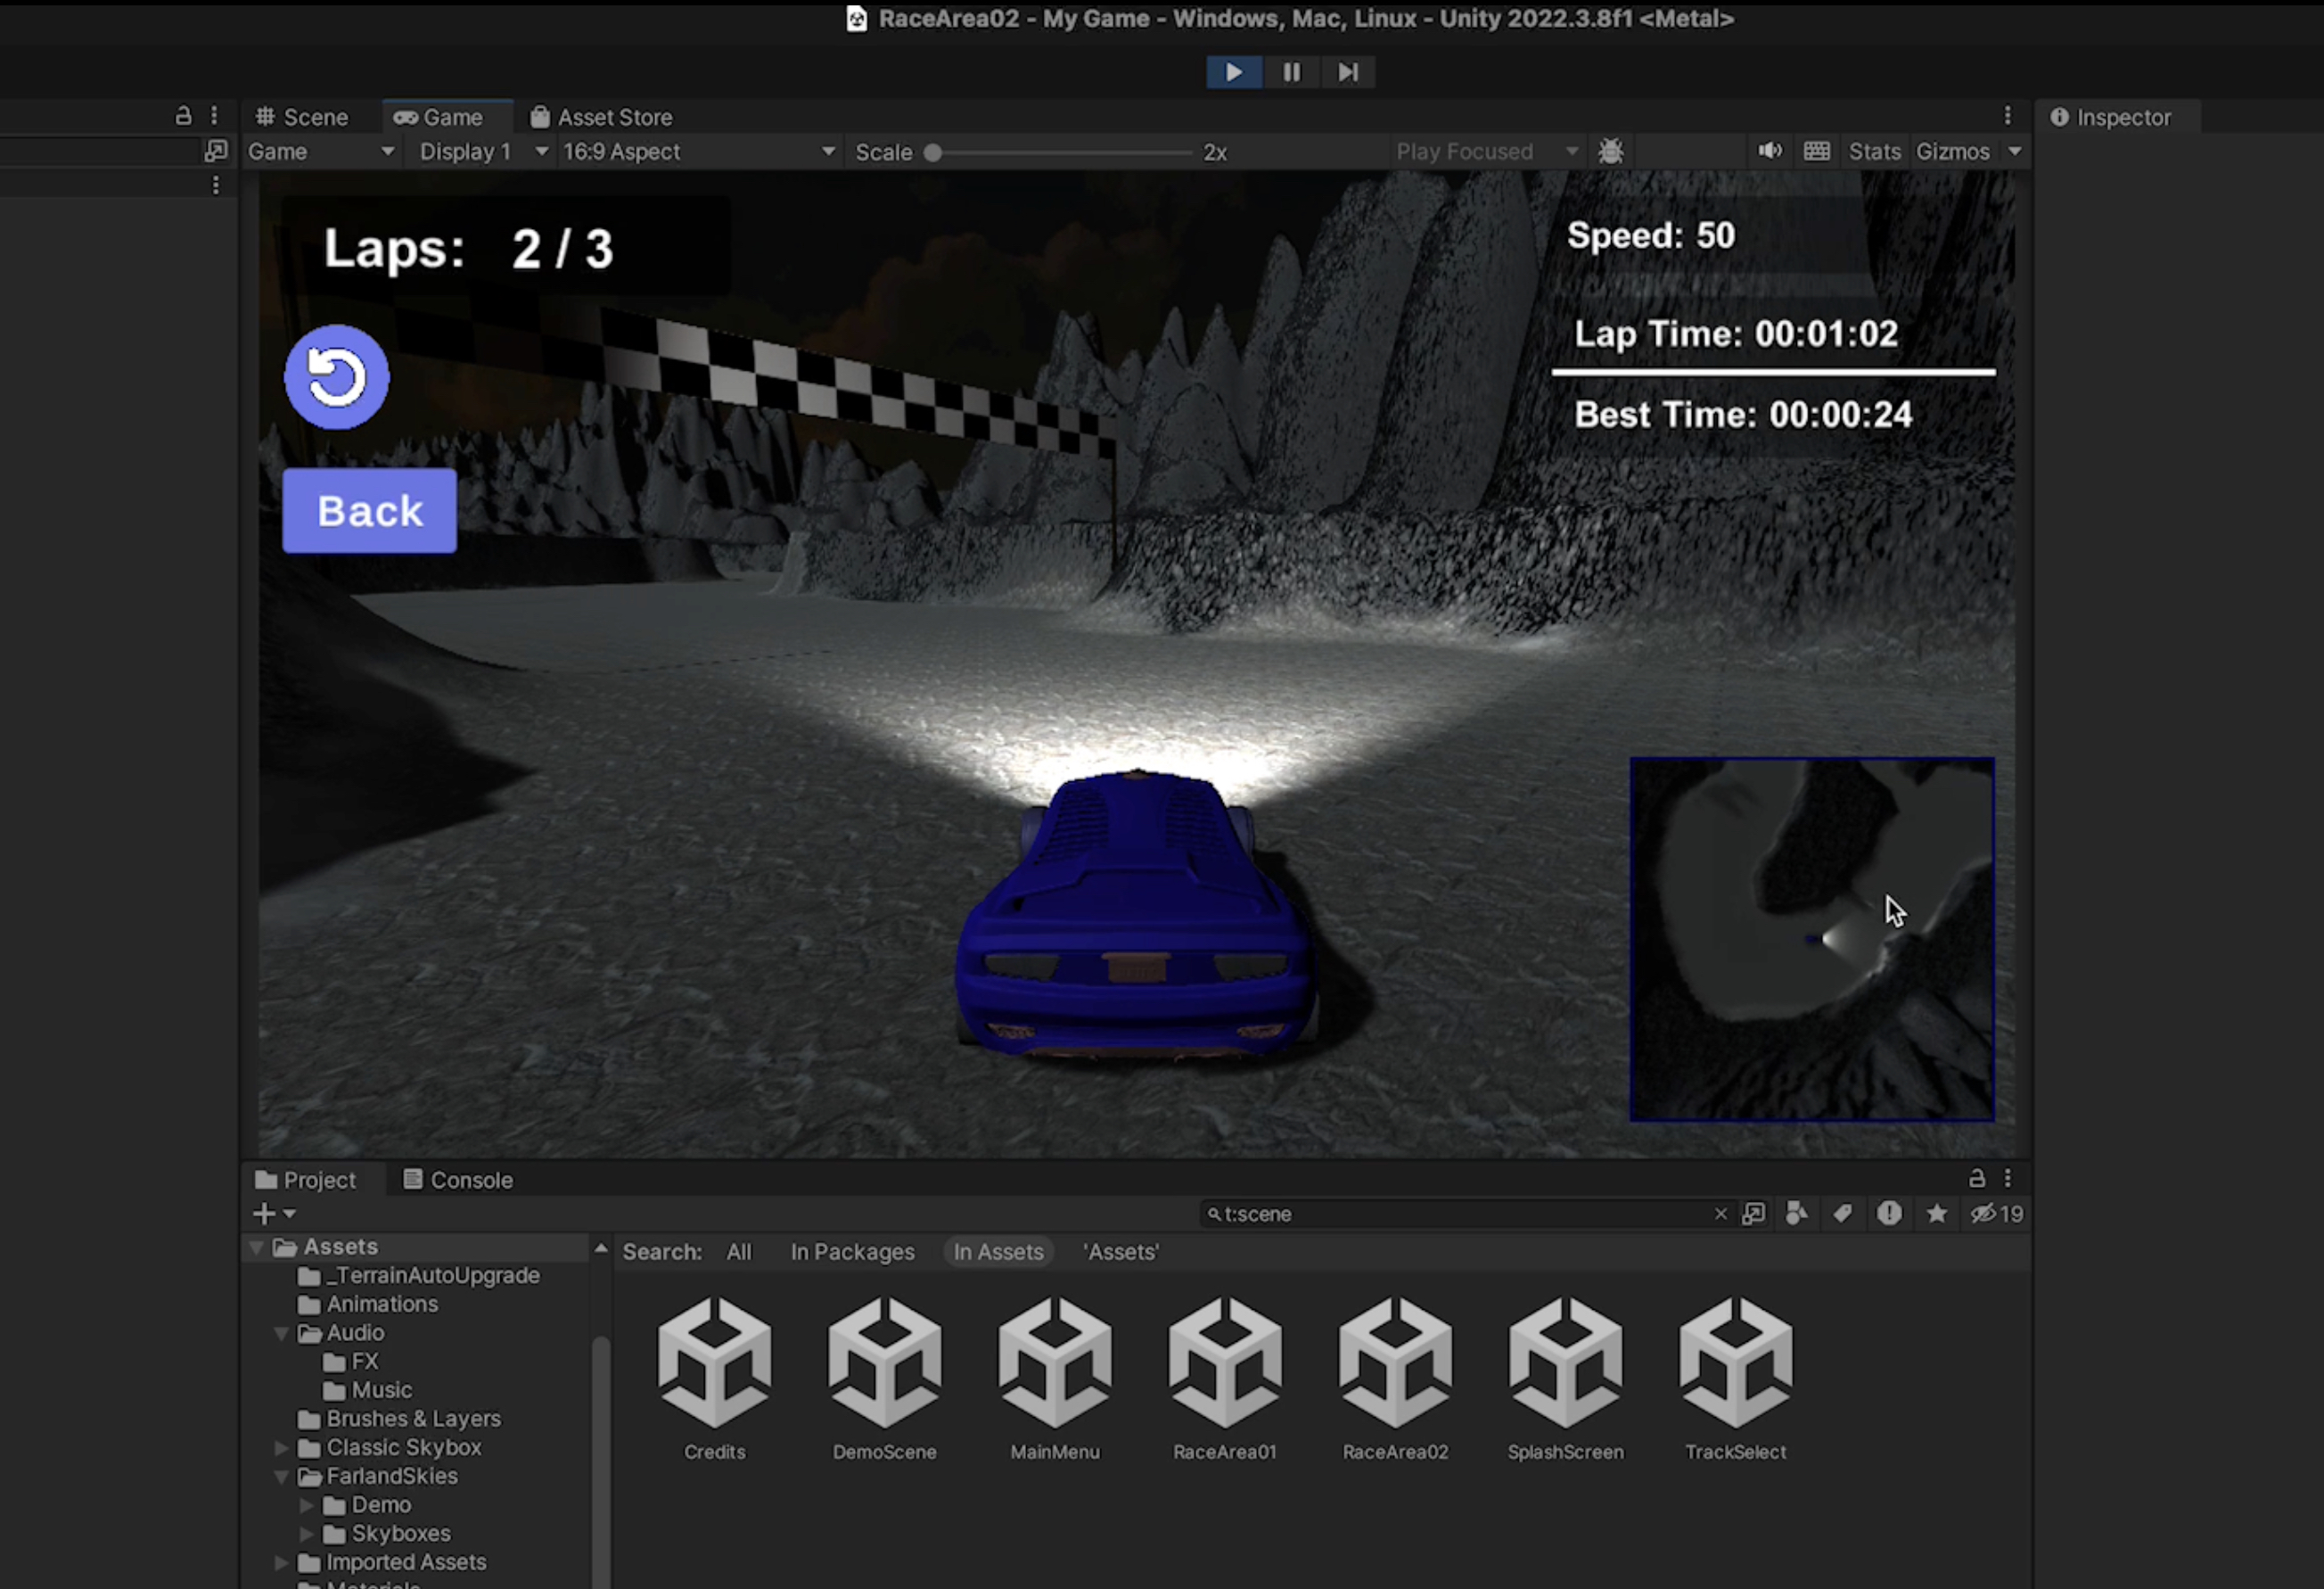 RaceArea02 - My Game - Windows, Mac, Linux - Unity 2022.3.8f1 <Metal>
Scene
Game
Asset Store
Inspector
Game
Display 1
16:9 Aspect
Scale
2x
Play Focused
Stats
Gizmos
Laps: 2 / 3
Speed: 50
Lap Time: 00:01:02
Best Time: 00:00:24
Back
Project
Console
t:scene
19
Assets
Search: All In Packages In Assets 'Assets'
_TerrainAutoUpgrade
Animations
Audio
FX
Music
Brushes & Layers
Classic Skybox
FarlandSkies
Demo
Skyboxes
Imported Assets
Materials
Credits
DemoScene
MainMenu
RaceArea01
RaceArea02
SplashScreen
TrackSelect